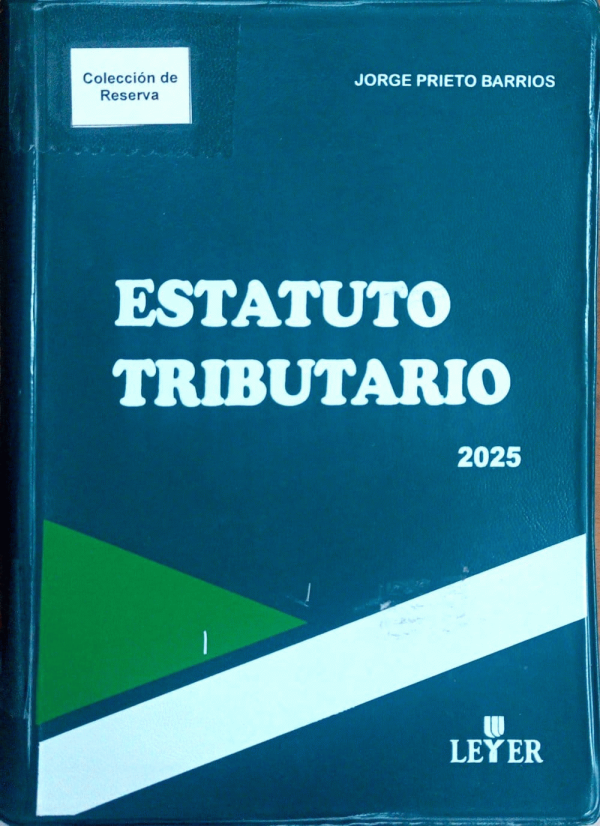 Colección de
Reserva
JORGE PRIETO BARRIOS
ESTATUTO
TRIBUTARIO
2025
LEYER